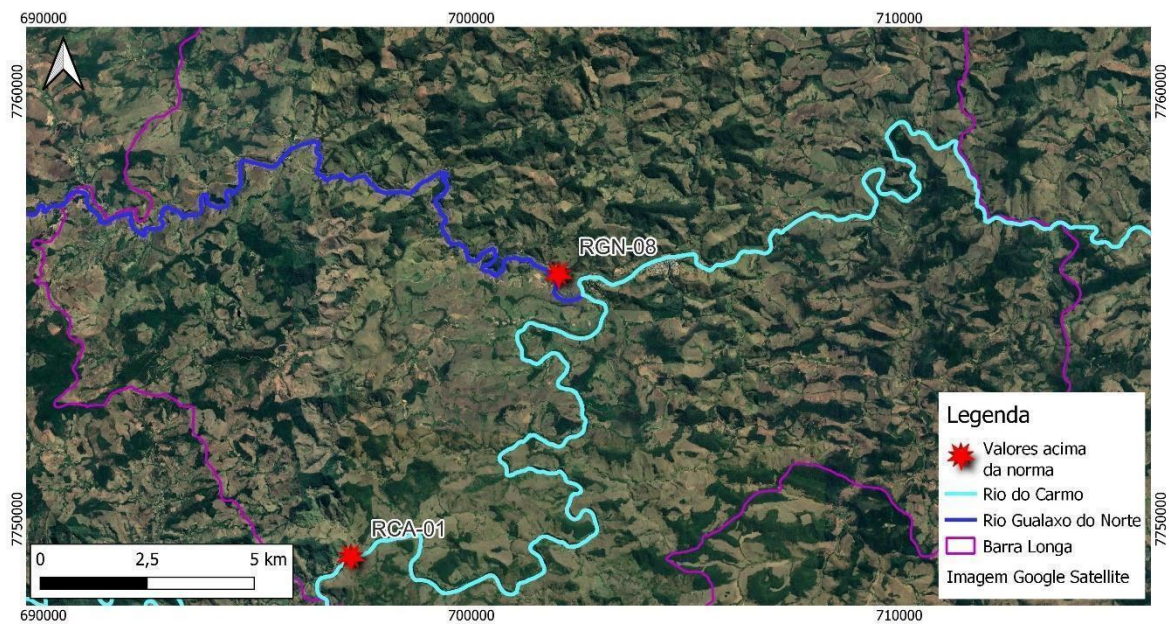 690000
700000
710000
7760000
7760000
RGN-08
RCA-01
Legenda
Valores acima
da norma
Rio do Carmo
Rio Gualaxo do Norte
Barra Longa
Imagem Google Satellite
7750000
7750000
0
2,5
5 km
690000
700000
710000